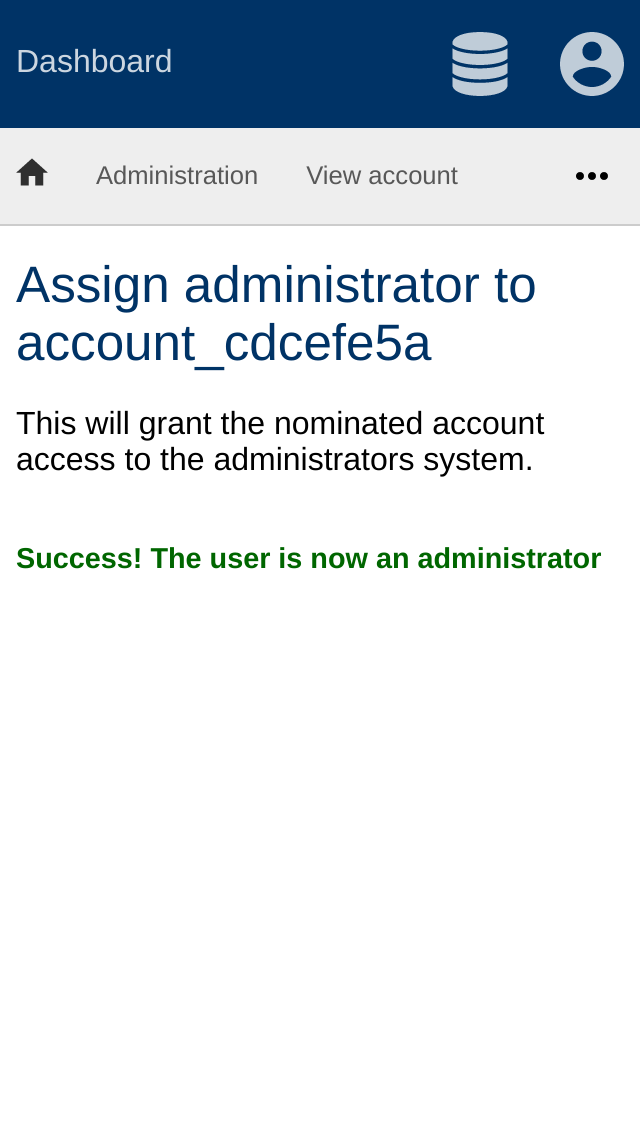 Dashboard
Administration
View account
Assign administrator to
account_cdcefe5a
This will grant the nominated account
access to the administrators system.
Success! The user is now an administrator